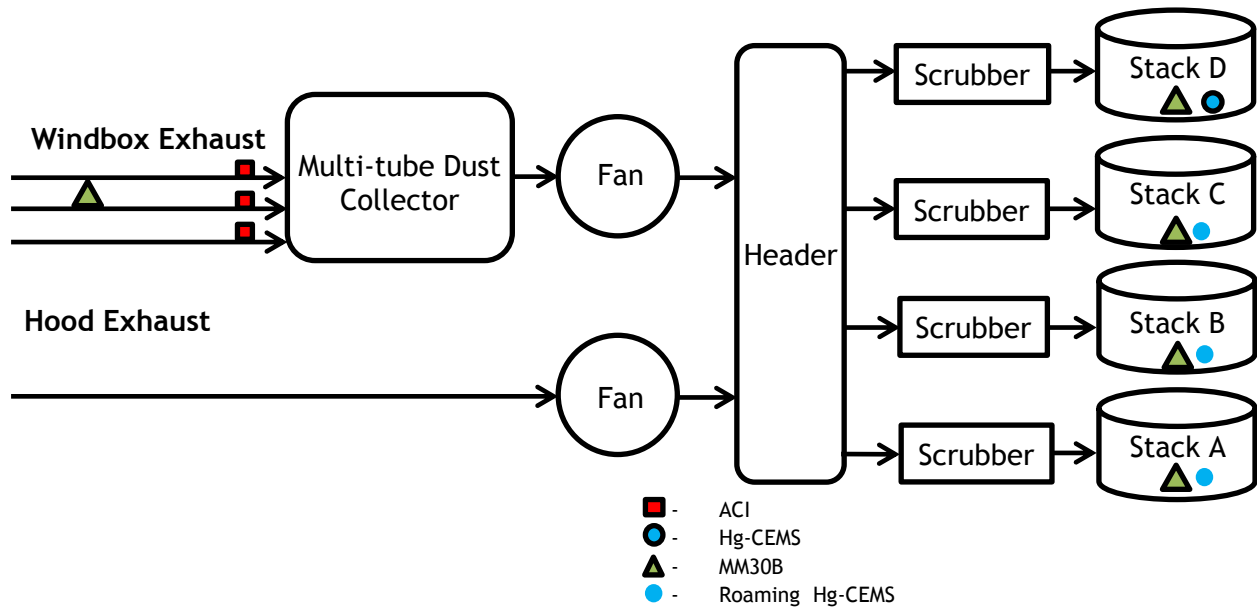 Scrubber
Stack D
Windbox Exhaust
Multi-tube Dust
Collector
Fan
Scrubber
Stack C
Header
Hood Exhaust
Scrubber
Stack B
Fan
Scrubber
Stack A
- ACI
- Hg-CEMS
- MM30B
- Roaming Hg-CEMS